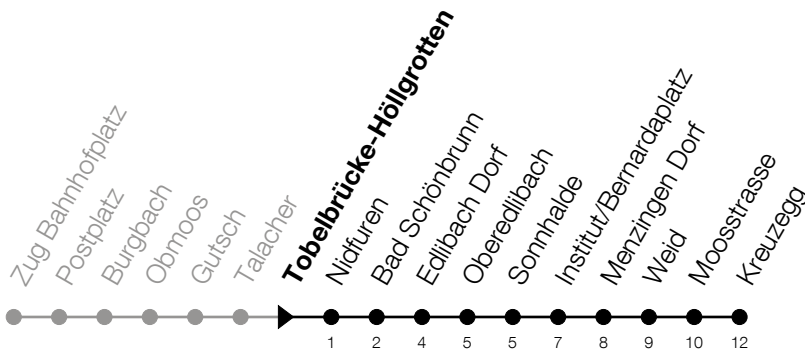 Zug Bahnhofplatz
Postplatz
Burgbach
Obmoos
Gutsch
Talacher
Tobelbrücke-Höllgrotten
Nidfuren
Bad Schönbrunn
Edlibach Dorf
Oberedlibach
Sonnhalde
Institut/Bernardaplatz
Menzingen Dorf
Weid
Moosstrasse
Kreuzegg
1 2 4 5 5 7 8 9 10 12